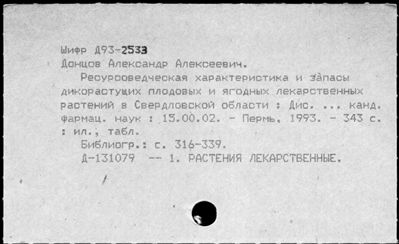 Шифр Д93-2533
Донцов Александр Алексеевич.
Ресурсоведческая характеристика и запасы
дикорастущих плодовых и ягодных лекарственных
растений в Свердловской области : Дис. ... канд.
фармац. наук : 15.00.02. - Пермь, 1993. - 343 с.
: ил., табл.
Библиогр.: с. 316-339.
Д-131079 -- 1. РАСТЕНИЯ ЛЕКАРСТВЕННЫЕ.